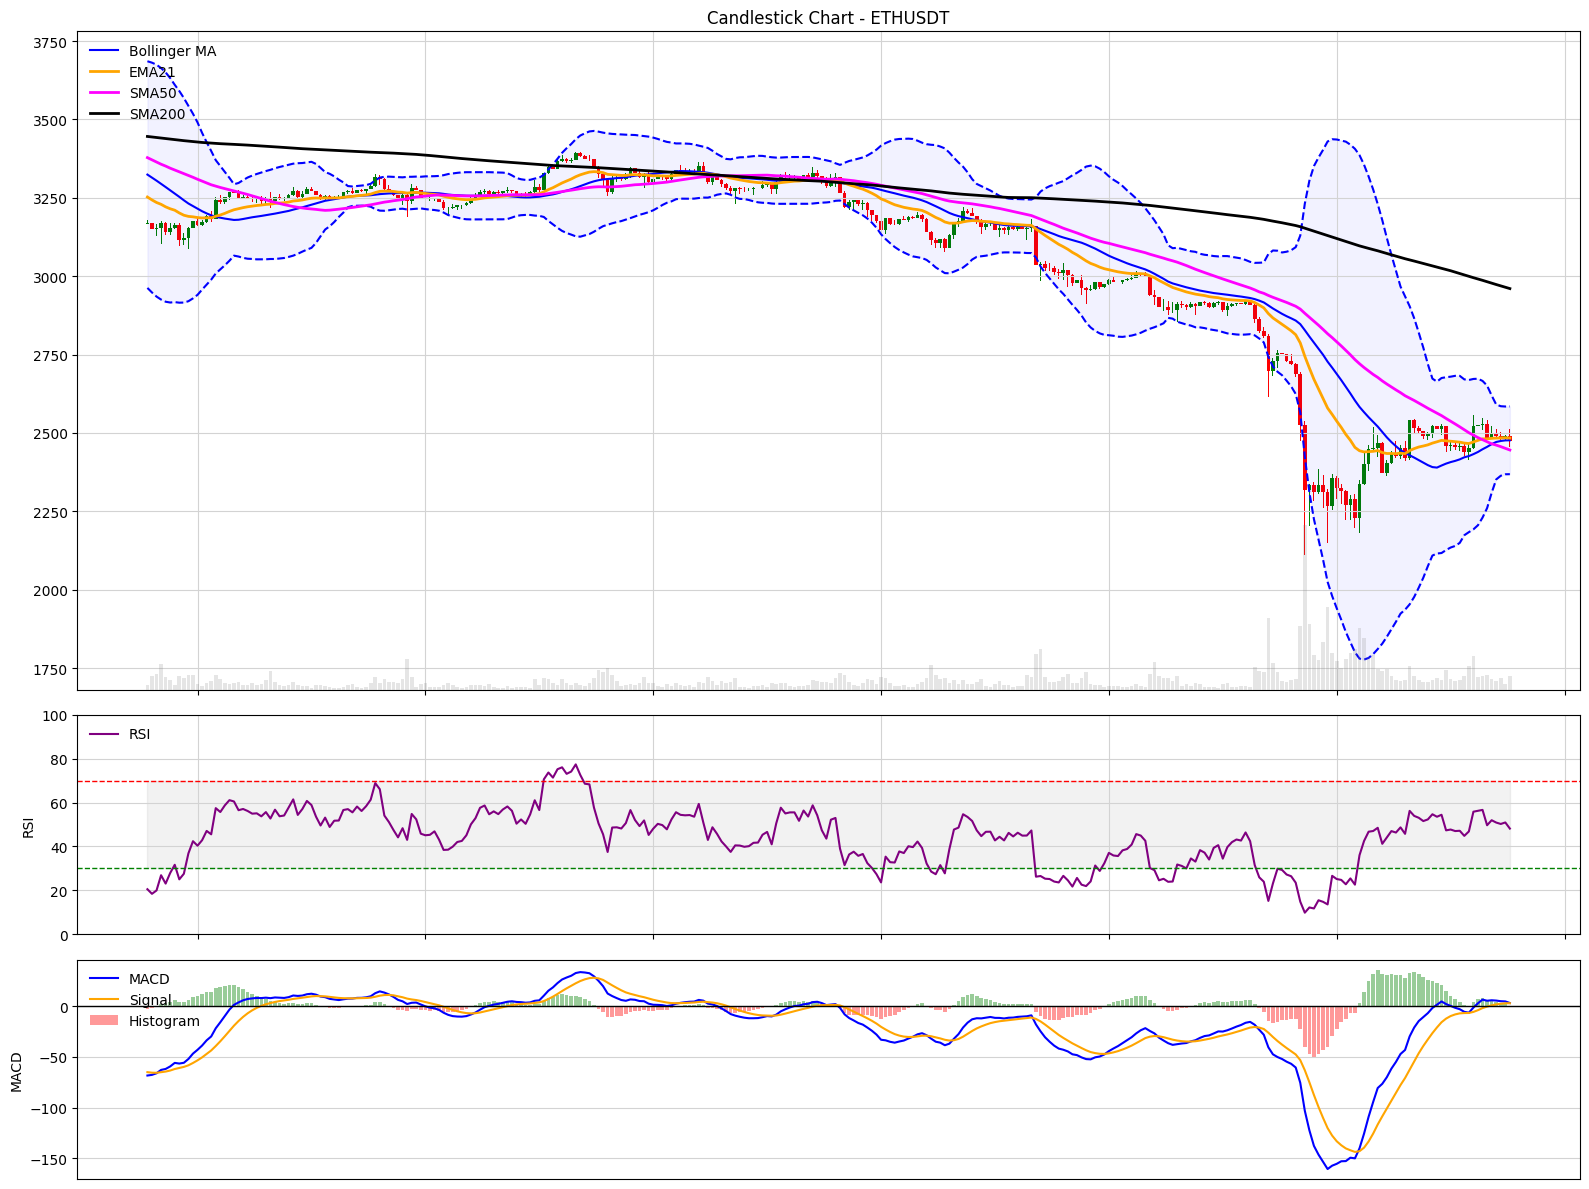 Candlestick Chart - ETHUSDT
3750
3500
3250
3000
2750
2500
2250
2000
1750
Bollinger MA
EMA21
SMA50
SMA200
100
80
60
40
20
0
RSI
RSI
0
−50
−100
−150
MACD
MACD
Signal
Histogram